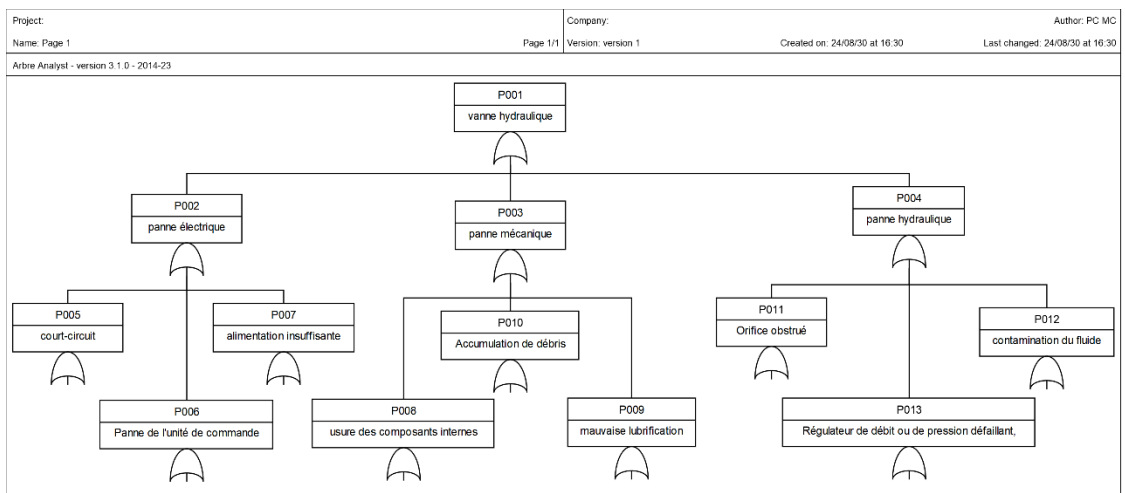 Project:
Company:
Author: PC MC
Name: Page 1
Page 1/1
Version: version 1
Created on: 24/08/30 at 16:30
Last changed: 24/08/30 at 16:30
Arbre Analyst - version 3.1.0 - 2014-23
P001
vanne hydraulique
P002
panne électrique
P003
panne mécanique
P004
panne hydraulique
P005
court-circuit
P007
alimentation insuffisante
P010
Accumulation de débris
P011
Orifice obstrué
P012
contamination du fluide
P006
Panne de l'unité de commande
P008
usure des composants internes
P009
mauvaise lubrification
P013
Régulateur de débit ou de pression défaillant,